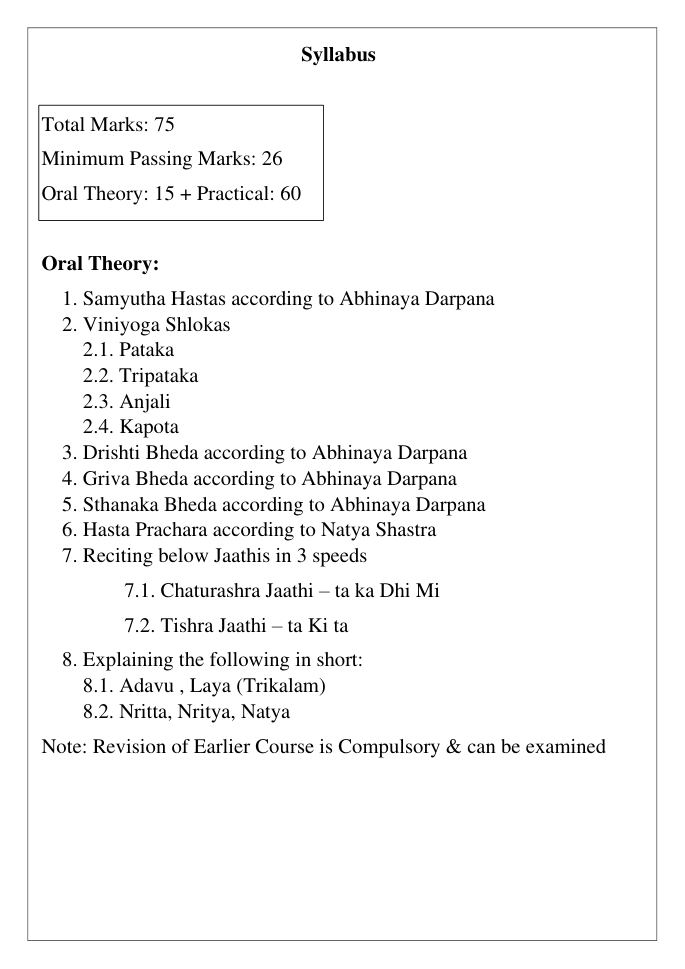 Syllabus
Total Marks: 75
Minimum Passing Marks: 26
Oral Theory: 15 + Practical: 60
Oral Theory:
1. Samyutha Hastas according to Abhinaya Darpana
2. Viniyoga Shlokas
2.1. Pataka
2.2. Tripataka
2.3. Anjali
2.4. Kapota
3. Drishti Bheda according to Abhinaya Darpana
4. Griva Bheda according to Abhinaya Darpana
5. Sthanaka Bheda according to Abhinaya Darpana
6. Hasta Prachara according to Natya Shastra
7. Reciting below Jaathis in 3 speeds
7.1. Chaturashra Jaathi – ta ka Dhi Mi
7.2. Tishra Jaathi – ta Ki ta
8. Explaining the following in short:
8.1. Adavu , Laya (Trikalam)
8.2. Nritta, Nritya, Natya
Note: Revision of Earlier Course is Compulsory & can be examined